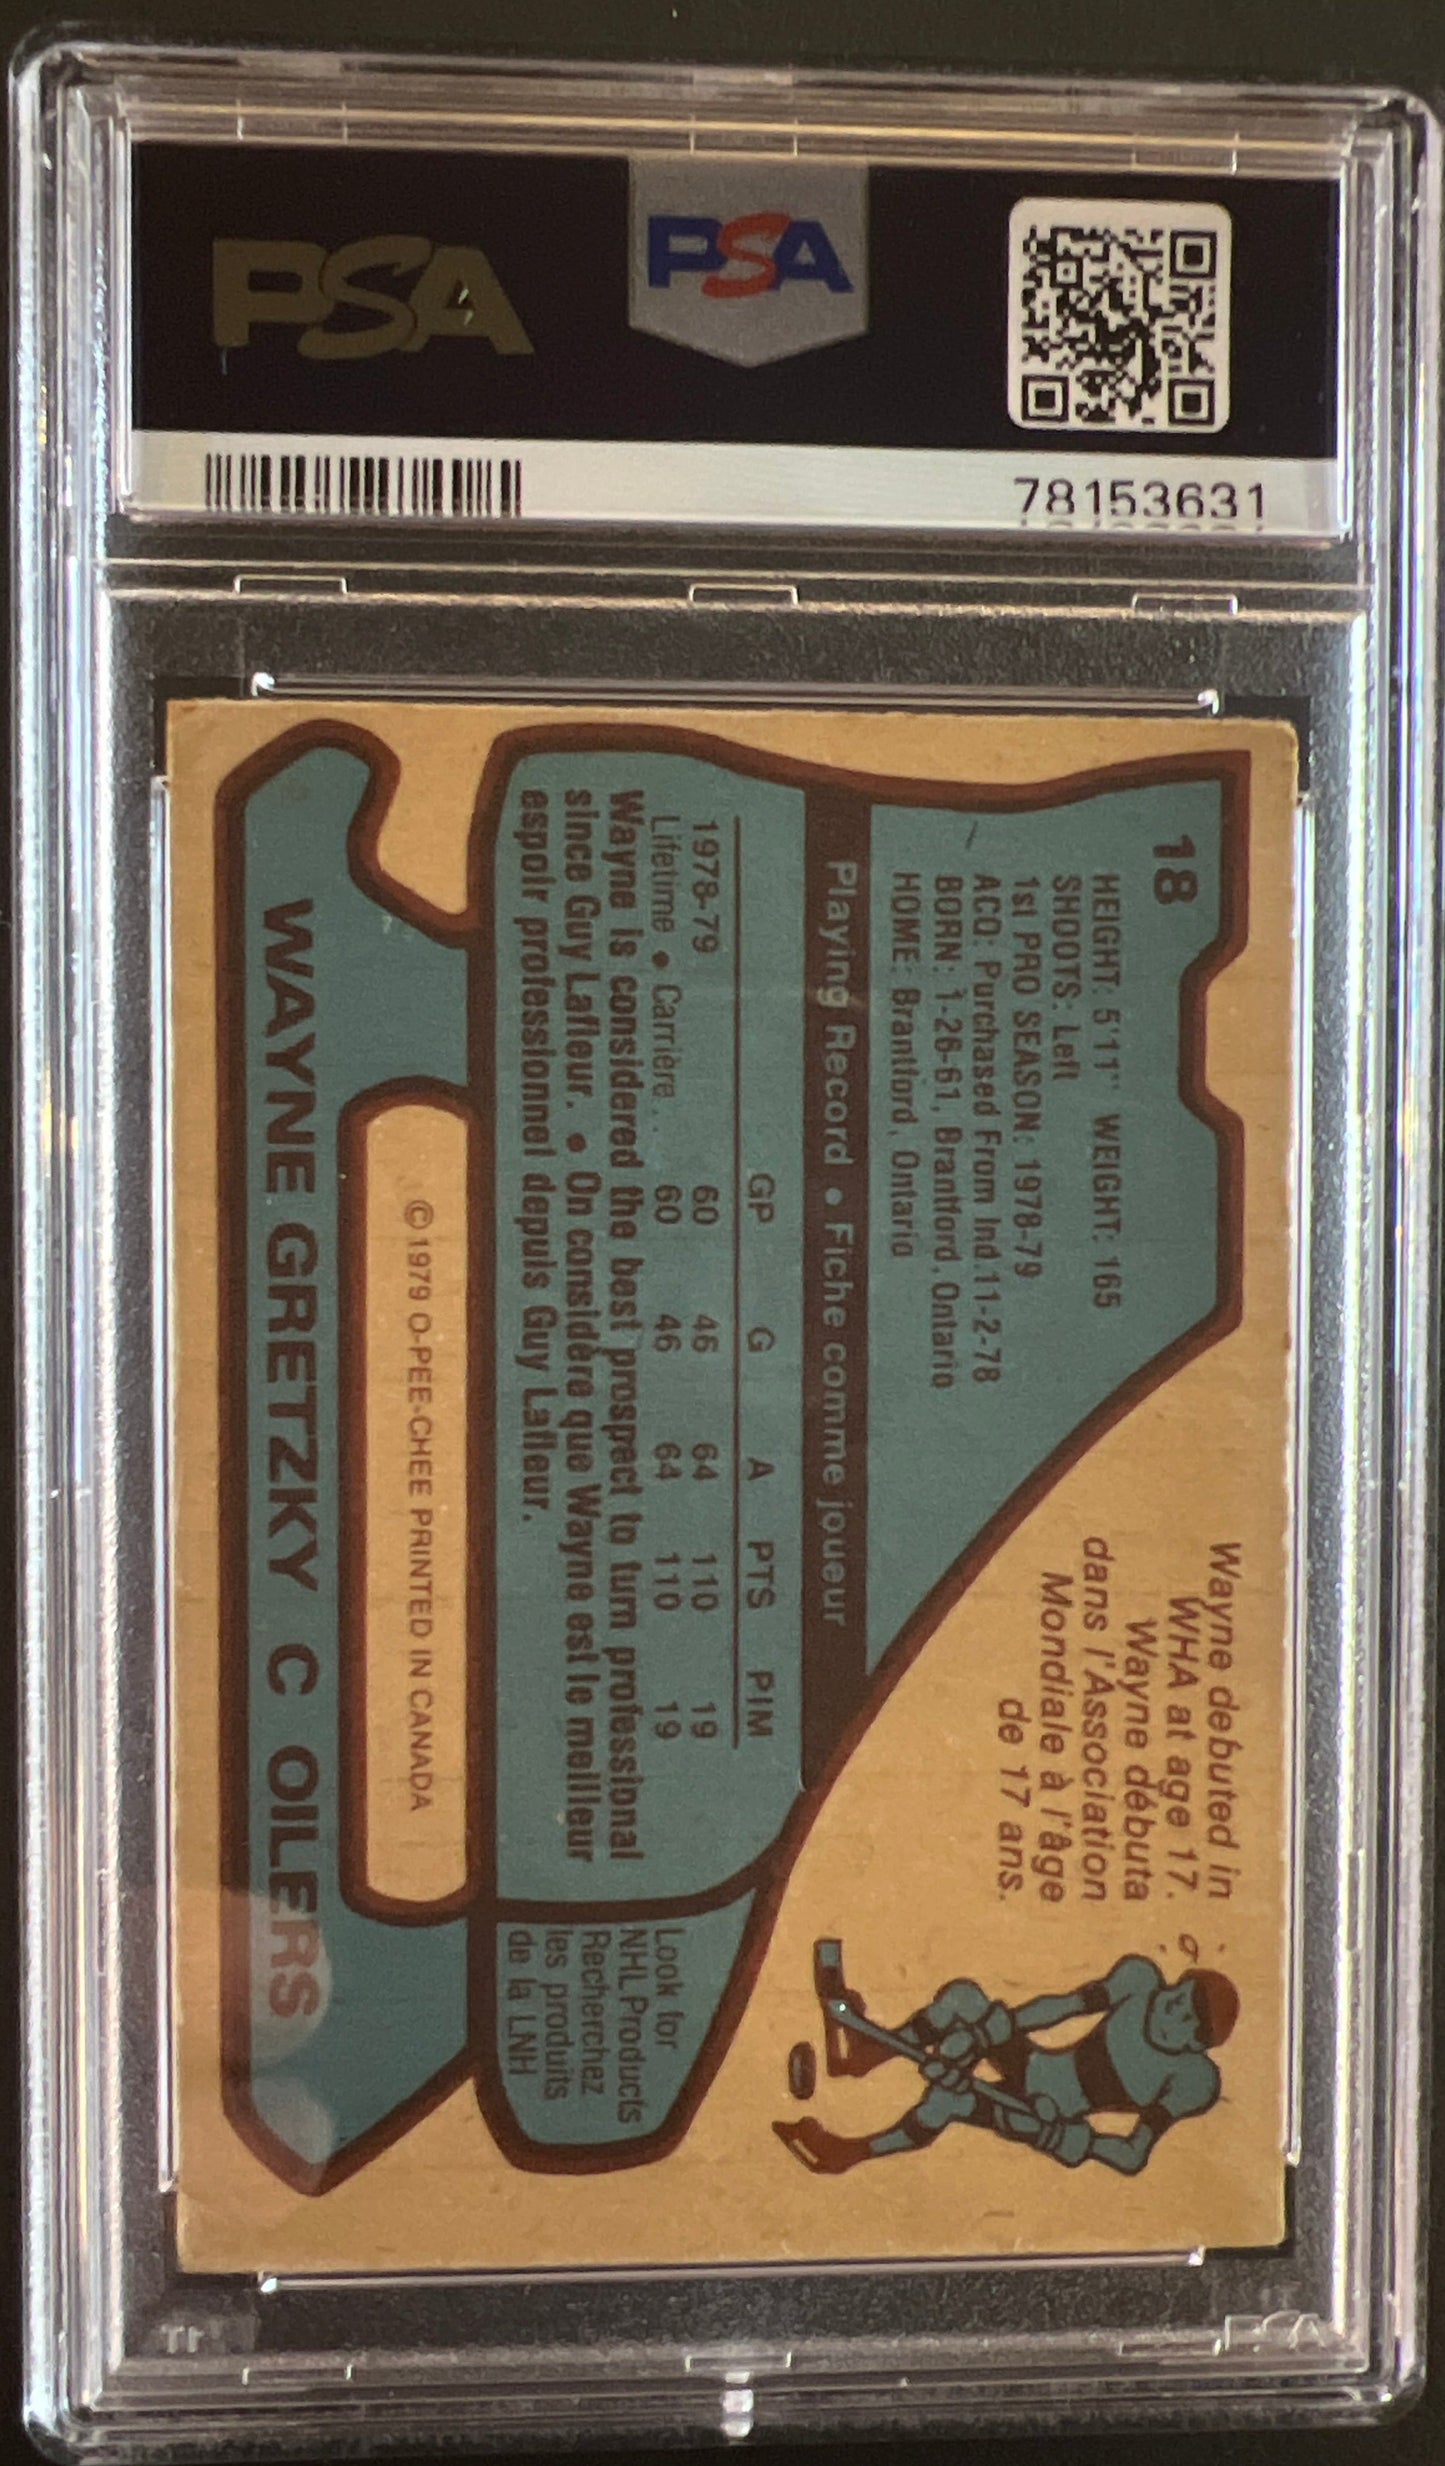 PSA
PSA
78153631
18
HEIGHT: 5'11" WEIGHT: 165
SHOOTS: Left
1st PRO SEASON: 1978-79
ACQ: Purchased From Ind.11-2-78
BORN: 1-26-61, Brantford, Ontario
HOME: Brantford, Ontario
Wayne debuted in
WHA at age 17.
Wayne débuta
dans l'Association
Mondiale à l'âge
de 17 ans.
Playing Record • Fiche comme joueur
GP G A PTS PIM
1978-79 60 46 64 110 19
Lifetime • Carrière.. 60 46 64 110 19
Wayne is considered the best prospect to turn professional
since Guy Lafleur. • On considère que Wayne est le meilleur
espoir professionnel depuis Guy Lafleur.
Look for
NHL Products
Recherchez
les produits
de la LNH
© 1979 O-PEE-CHEE PRINTED IN CANADA
WAYNE GRETZKY C OILERS
PSA